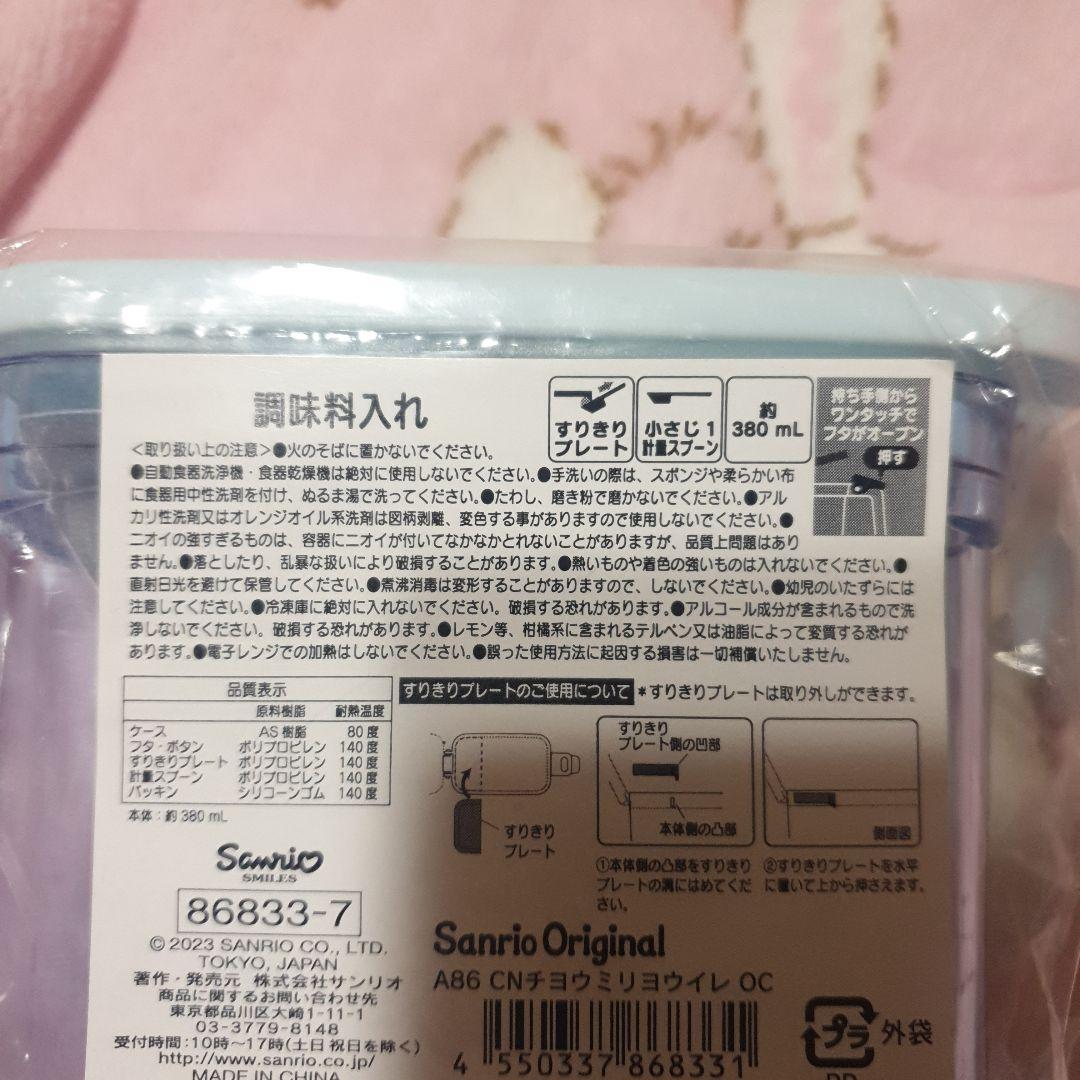 調味料入れ
すりきり
プレート
小さじ1
計量スプーン
約
380 mL
持ち手側から
ワンタッチで
フタがオープン
押す
＜取り扱い上の注意＞●火のそばに置かないでください。
●自動食器洗浄機・食器乾燥機は絶対に使用しないでください。●手洗いの際は、スポンジや柔らかい布
に食器用中性洗剤を付け、ぬるま湯で洗ってください。●たわし、磨き粉で磨かないでください。●アル
カリ性洗剤又はオレンジオイル系洗剤は図柄剥離、変色する事がありますので使用しないでください。●
ニオイの強すぎるものは、容器にニオイが付いてなかなかとれないことがありますが、品質上問題はあり
ません。●落としたり、乱暴な扱いにより破損することがあります。●熱いものや着色の強いものは入れないでください。●
直射日光を避けて保管してください。●煮沸消毒は変形することがありますので、しないでください。●幼児のいたずらには
注意してください。●冷凍庫に絶対に入れないでください。破損する恐れがあります。●アルコール成分が含まれるもので洗
浄しないでください。破損する恐れがあります。●レモン等、柑橘系に含まれるテルペン又は油脂によって変質する恐れが
あります。●電子レンジでの加熱はしないでください。●誤った使用方法に起因する損害は一切補償いたしません。
品質表示
原料樹脂 耐熱温度
ケース AS樹脂 80度
フタ・ボタン ポリプロピレン 140度
すりきりプレート ポリプロピレン 140度
計量スプーン ポリプロピレン 140度
パッキン シリコーンゴム 140度
本体：約380 mL
すりきりプレートのご使用について ＊すりきりプレートは取り外しができます。
すりきり
プレート
すりきり
プレート側の凹部
本体側の凸部
側面図
①本体側の凸部をすりきり
プレートの溝にはめてくだ
さい。
②すりきりプレートを水平
に置いて上から押さえます。
Sanrio
SMILES
86833-7
© 2023 SANRIO CO., LTD.
TOKYO, JAPAN
著作・発売元 株式会社サンリオ
商品に関するお問い合わせ先
東京都品川区大崎1-11-1
03-3779-8148
受付時間：10時～17時(土日祝日を除く)
http://www.sanrio.co.jp/
MADE IN CHINA
Sanrio Original
A86 CNチヨウミリヨウイレ OC
4 550337 868331
プラ 外袋
PP